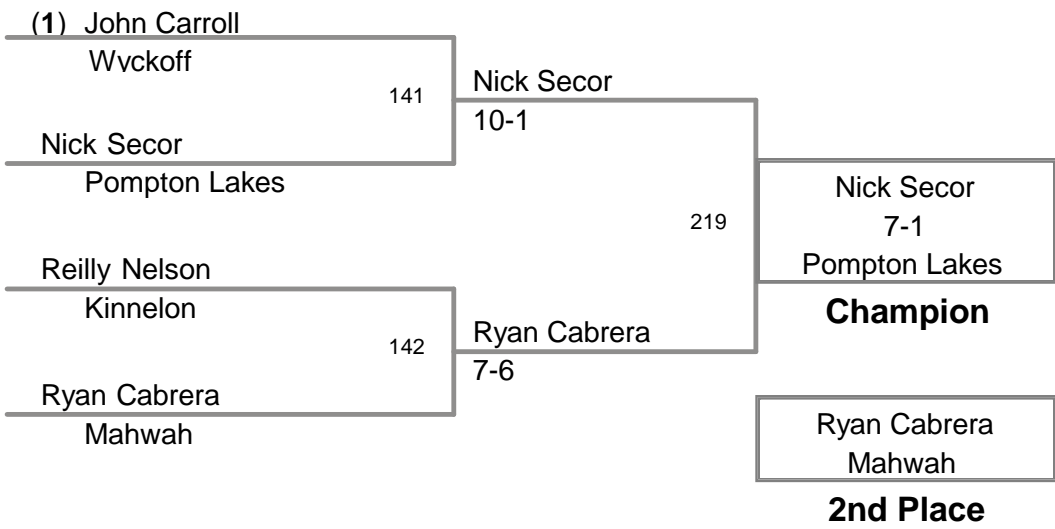 (1) John Carroll
Wyckoff
141
Nick Secor
10-1
Nick Secor
Pompton Lakes
219
Nick Secor
7-1
Pompton Lakes
Champion
Reilly Nelson
Kinnelon
142
Ryan Cabrera
7-6
Ryan Cabrera
Mahwah
Ryan Cabrera
Mahwah
2nd Place